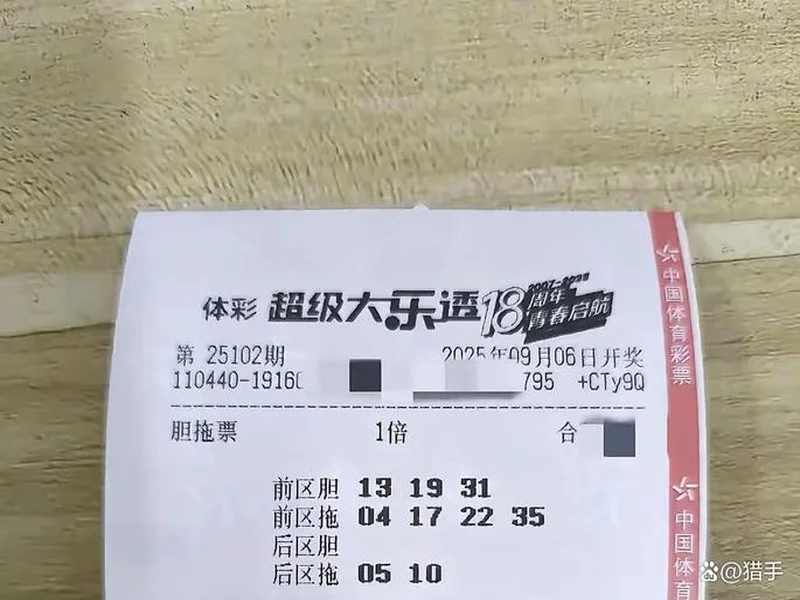 体彩 超级大乐透 18周年 2007-2025 青春启航
第 25102期 2025年09月06日开奖
110440-1916 795 +CTy9Q
胆拖票 1倍 合
前区胆 13 19 31
前区拖 04 17 22 35
后区胆
后区拖 05 10
中国体育彩票
中国体育
@猎手